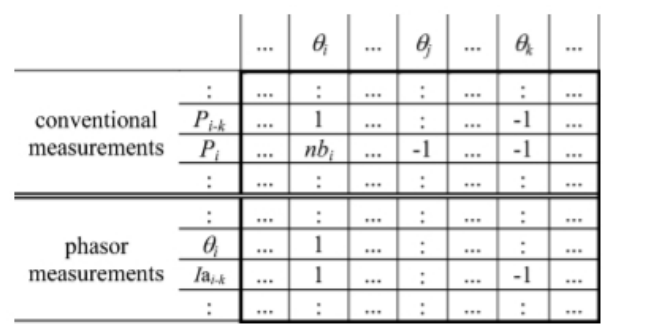 ... θi ... θj ... θk ...
: ... : ... : ... : ...
conventional measurements Pi-k ... 1 ... : ... -1 ...
Pi ... nbi ... -1 ... -1 ...
: ... : ... : ... : ...
: ... : ... : ... : ...
phasor measurements θi ... 1 ... : ... : ...
Iai-k ... 1 ... : ... -1 ...
: ... : ... : ... : ...